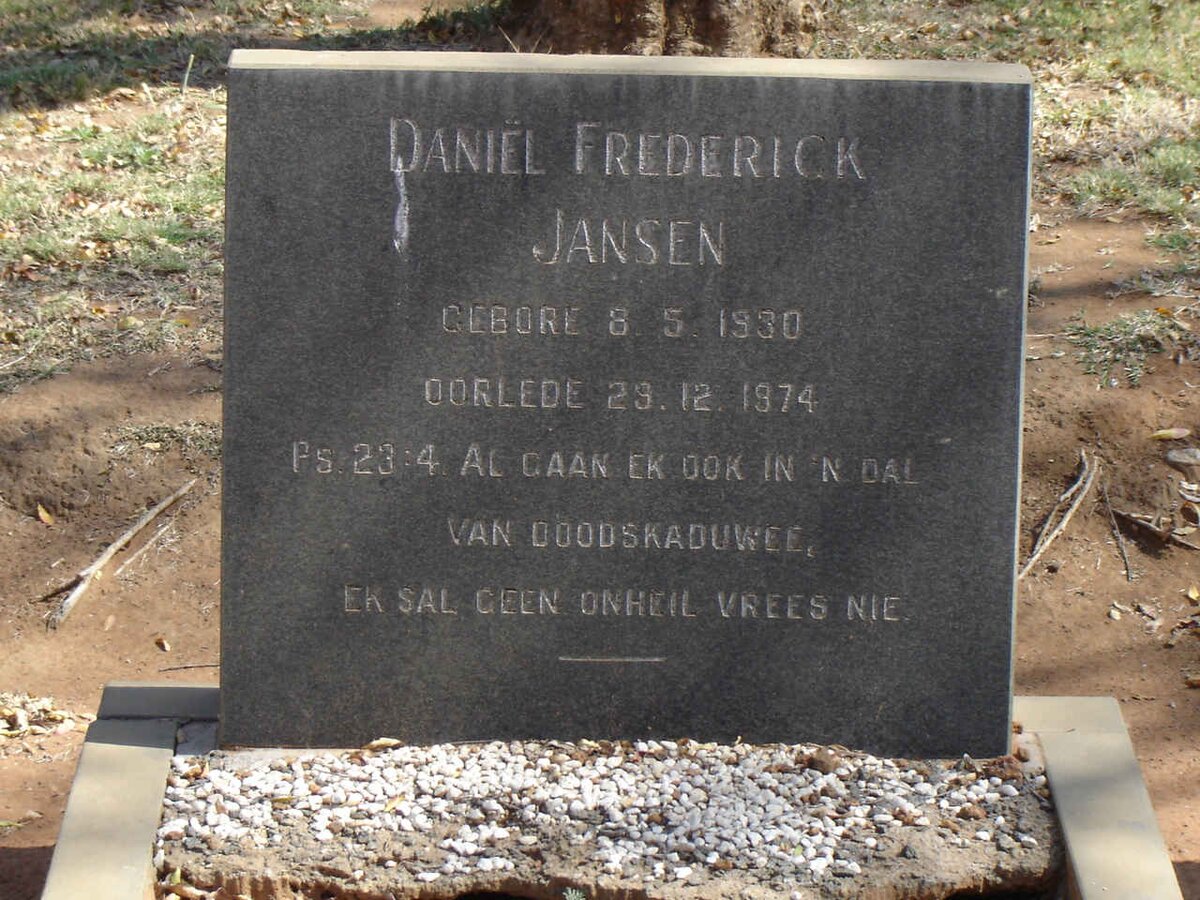 DANIËL FREDERICK
JANSEN
GEBORE 8. 5. 1930
OORLEDE 29. 12. 1974
PS. 23:4. AL GAAN EK OOK IN 'N DAL
VAN DOODSKADUWEE,
EK SAL GEEN ONHEIL VREES NIE.